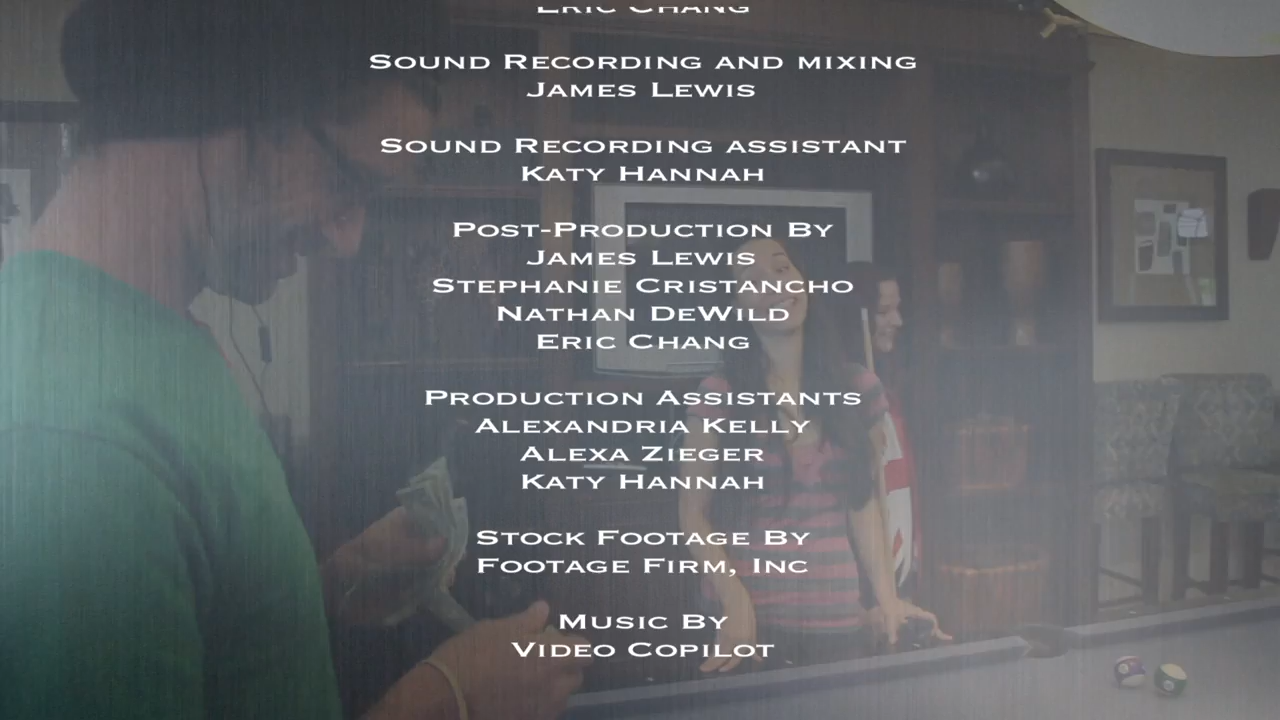 Eric Chang
Sound Recording and mixing
James Lewis
Sound Recording assistant
Katy Hannah
Post-Production By
James Lewis
Stephanie Cristancho
Nathan DeWild
Eric Chang
Production Assistants
Alexandria Kelly
Alexa Zieger
Katy Hannah
Stock Footage By
Footage Firm, Inc
Music By
Video Copilot